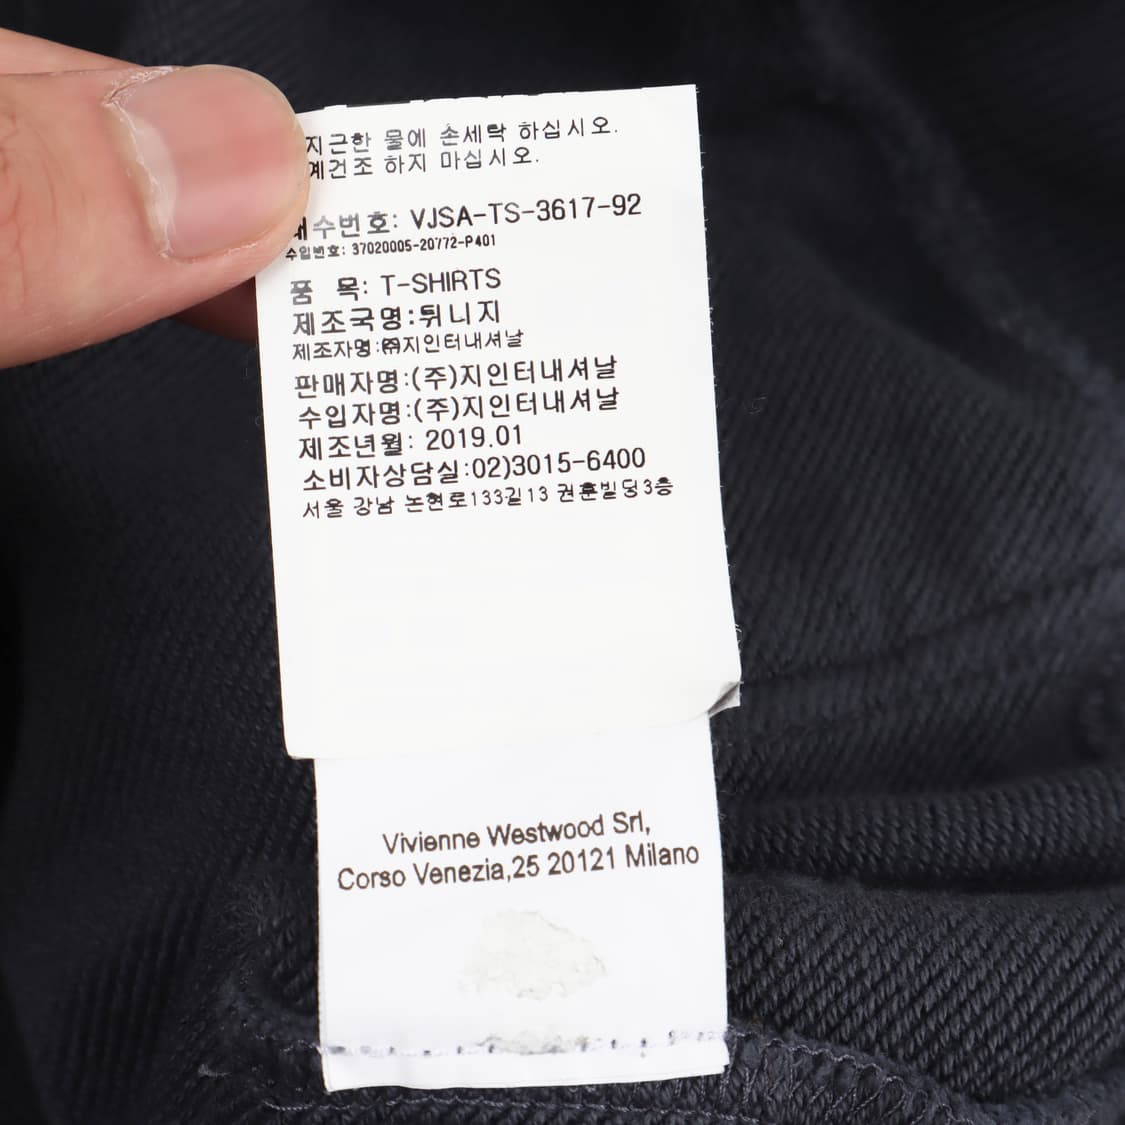 지근한 물에 손세탁 하십시오.
계건조 하지 마십시오.
내수번호: VJSA-TS-3617-92
수입번호: 37020005-20772-P401
품 목: T-SHIRTS
제조국명:튀니지
제조자명:㈜지인터내셔날
판매자명:(주)지인터내셔날
수입자명:(주)지인터내셔날
제조년월: 2019.01
소비자상담실:02)3015-6400
서울 강남 논현로133길13 권훈빌딩3층
Vivienne Westwood Srl,
Corso Venezia,25 20121 Milano